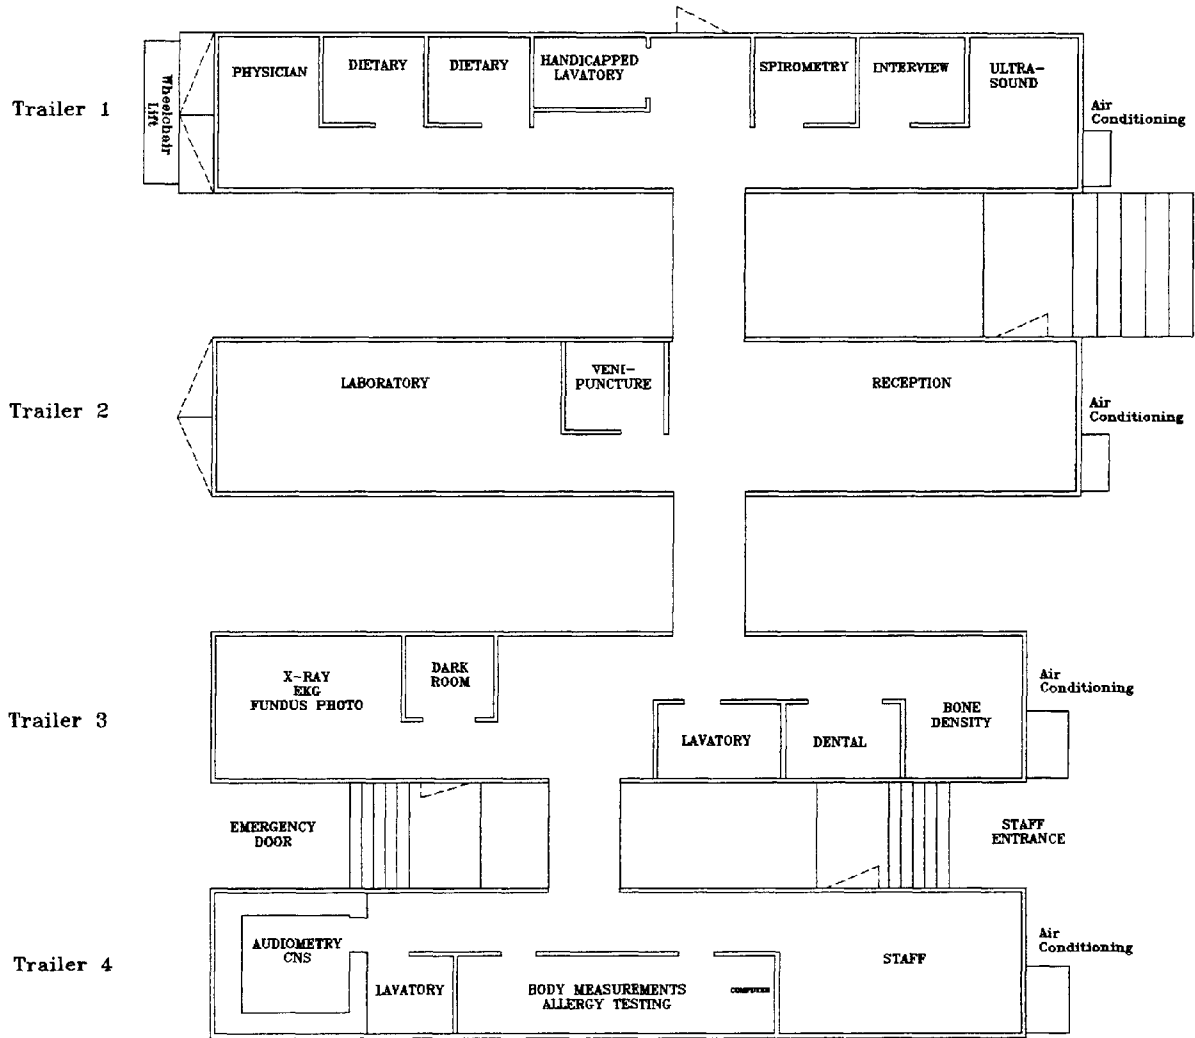 Trailer 1
Wheelchair
Lift
PHYSICIAN
DIETARY
DIETARY
HANDICAPPED
LAVATORY
SPIROMETRY
INTERVIEW
ULTRA-
SOUND
Air
Conditioning
Trailer 2
LABORATORY
VENI-
PUNCTURE
RECEPTION
Air
Conditioning
Trailer 3
X-RAY
EKG
FUNDUS PHOTO
DARK
ROOM
LAVATORY
DENTAL
BONE
DENSITY
Air
Conditioning
EMERGENCY
DOOR
STAFF
ENTRANCE
Trailer 4
AUDIOMETRY
CNS
LAVATORY
BODY MEASUREMENTS
ALLERGY TESTING
COMPUTER
STAFF
Air
Conditioning